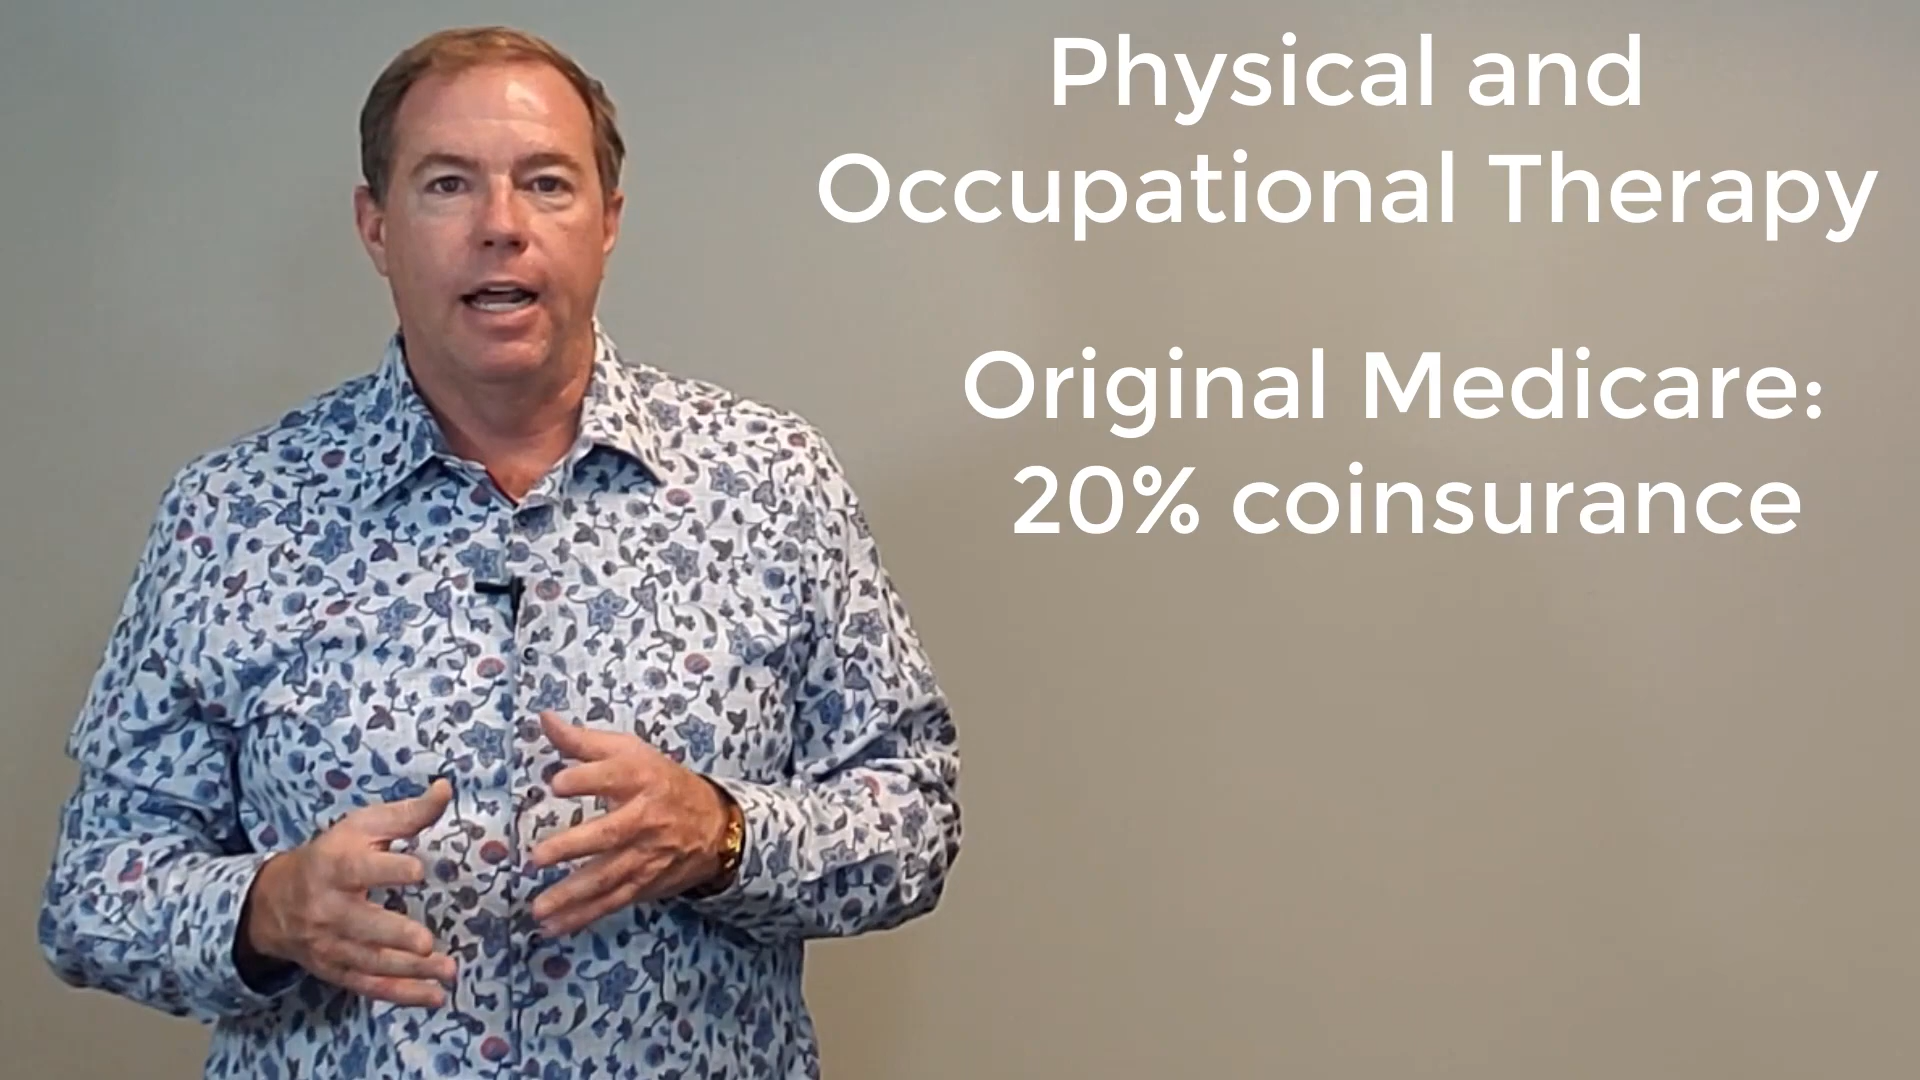 Physical and
Occupational Therapy
Original Medicare:
20% coinsurance